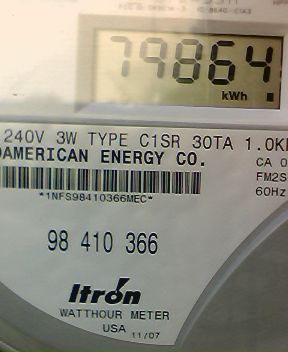 79864
kWh
240V 3W TYPE C1SR 30TA 1.0K
AMERICAN ENERGY CO.
CA 0
FM2S
60Hz
*1NFS98410366MEC*
98 410 366
Itron
WATTHOUR METER
USA 11/07